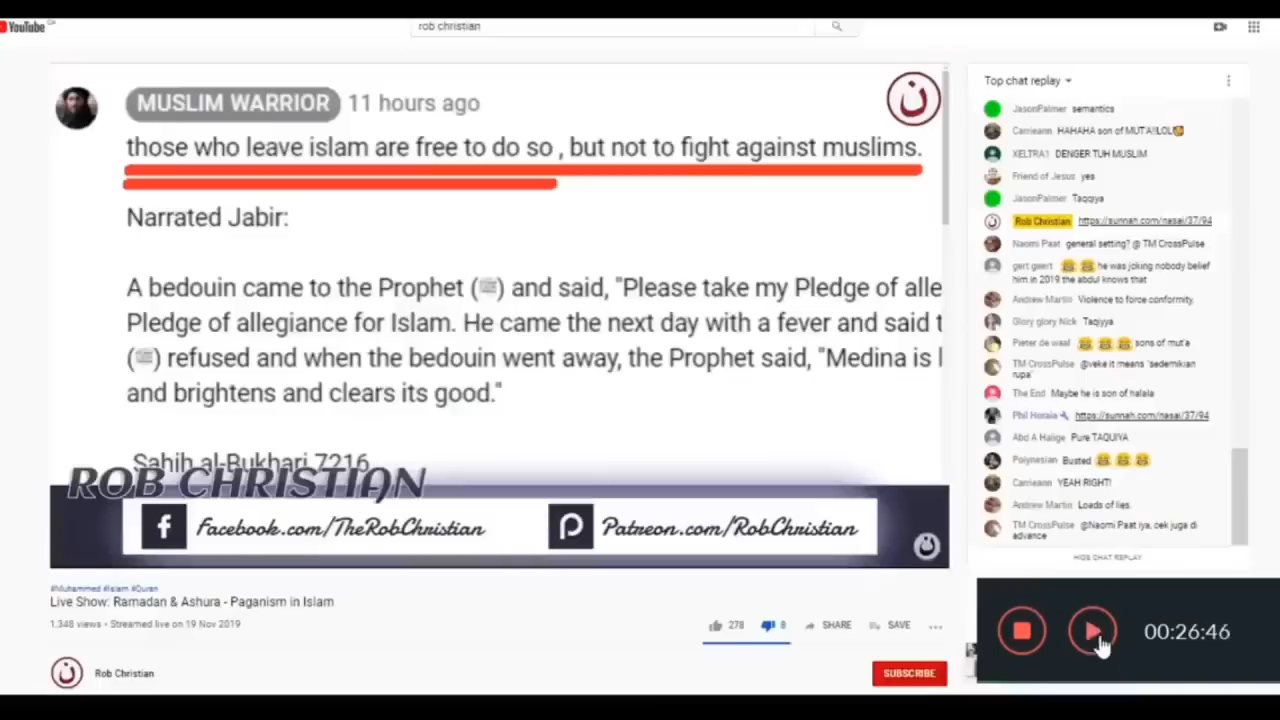 YouTube
rob christian
MUSLIM WARRIOR 11 hours ago
those who leave islam are free to do so , but not to fight against muslims.
Narrated Jabir:
A bedouin came to the Prophet (ﷺ) and said, "Please take my Pledge of alle
Pledge of allegiance for Islam. He came the next day with a fever and said t
(ﷺ) refused and when the bedouin went away, the Prophet said, "Medina is l
and brightens and clears its good."
Sahih al-Bukhari 7216
ROB CHRISTIAN
Facebook.com/TheRobChristian
Patreon.com/RobChristian
#Muhammed #Islam #Quran
Live Show: Ramadan & Ashura - Paganism in Islam
1.348 views • Streamed live on 19 Nov 2019
278 8 SHARE SAVE
Rob Christian
SUBSCRIBE
Top chat replay
JasonPalmer semantics
Carrieann HAHAHA son of MUT'A!!LOL
XELTRA1 DENGER TUH MUSLIM
Friend of Jesus yes
JasonPalmer Taqqiya
Rob Christian https://sunnah.com/nasai/37/94
Naomi Paat general setting? @ TM CrossPulse
gert geert he was joking nobody belief
him in 2019 the abdul knows that
Andrew Martin Violence to force conformity.
Glory glory Nick Taqiyya
Pieter de waal sons of mut'a
TM CrossPulse @veke it means 'sedemikian
rupa'
The End Maybe he is son of halala
Phil Horaia https://sunnah.com/nasai/37/94
Abd A Halige Pure TAQUIYA
Polynesian Busted
Carrieann YEAH RIGHT!
Andrew Martin Loads of lies.
TM CrossPulse @Naomi Paat iya, cek juga di
advance
HIDE CHAT REPLAY
00:26:46